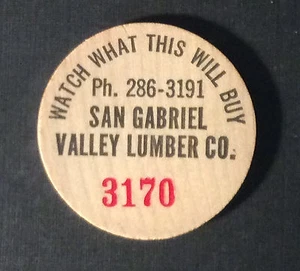 WATCH WHAT THIS WILL BUY
Ph. 286-3191
SAN GABRIEL
VALLEY LUMBER CO.
3170